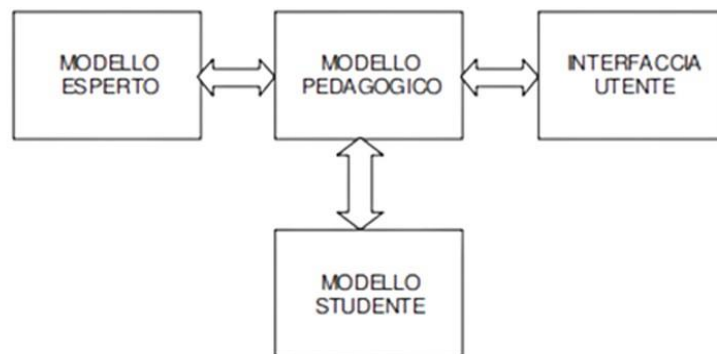 MODELLO
ESPERTO
MODELLO
PEDAGOGICO
INTERFACCIA
UTENTE
MODELLO
STUDENTE